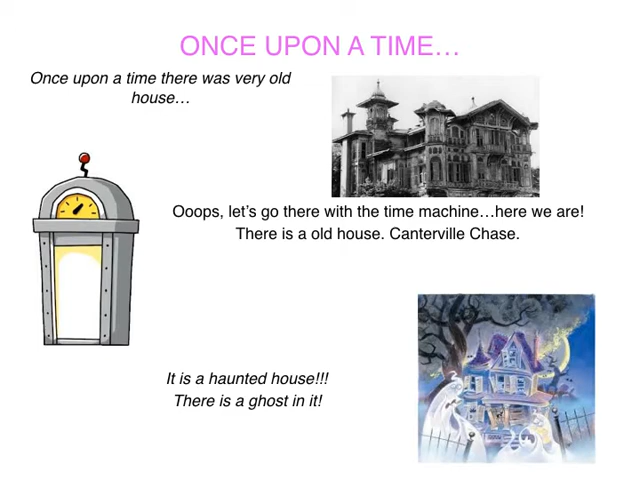 ONCE UPON A TIME…
Once upon a time there was very old
house…
Ooops, let’s go there with the time machine…here we are!
There is a old house. Canterville Chase.
It is a haunted house!!!
There is a ghost in it!